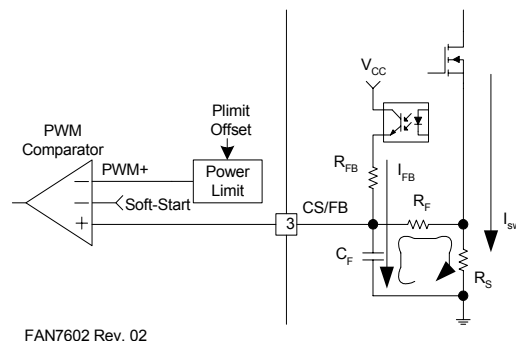 V_CC
Plimit
Offset
PWM
Comparator
PWM+
Power
Limit
Soft-Start
R_FB
I_FB
3
CS/FB
R_F
I_sw
C_F
R_S
FAN7602 Rev. 02